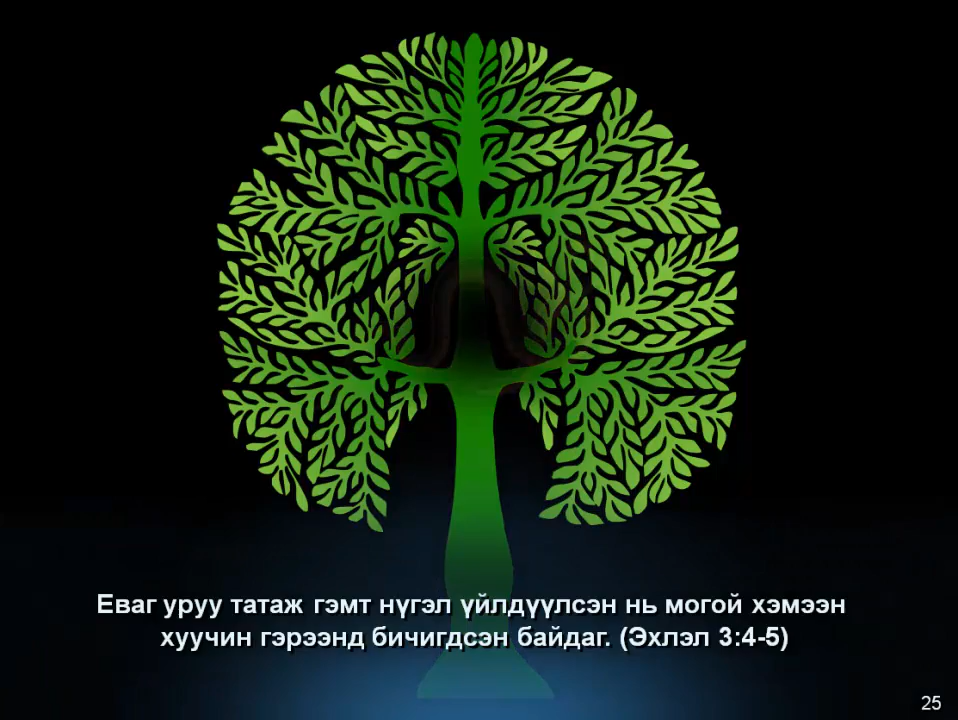 Еваг уруу татаж гэмт нүгэл үйлдүүлсэн нь могой хэмээн
хуучин гэрээнд бичигдсэн байдаг. (Эхлэл 3:4-5)
25